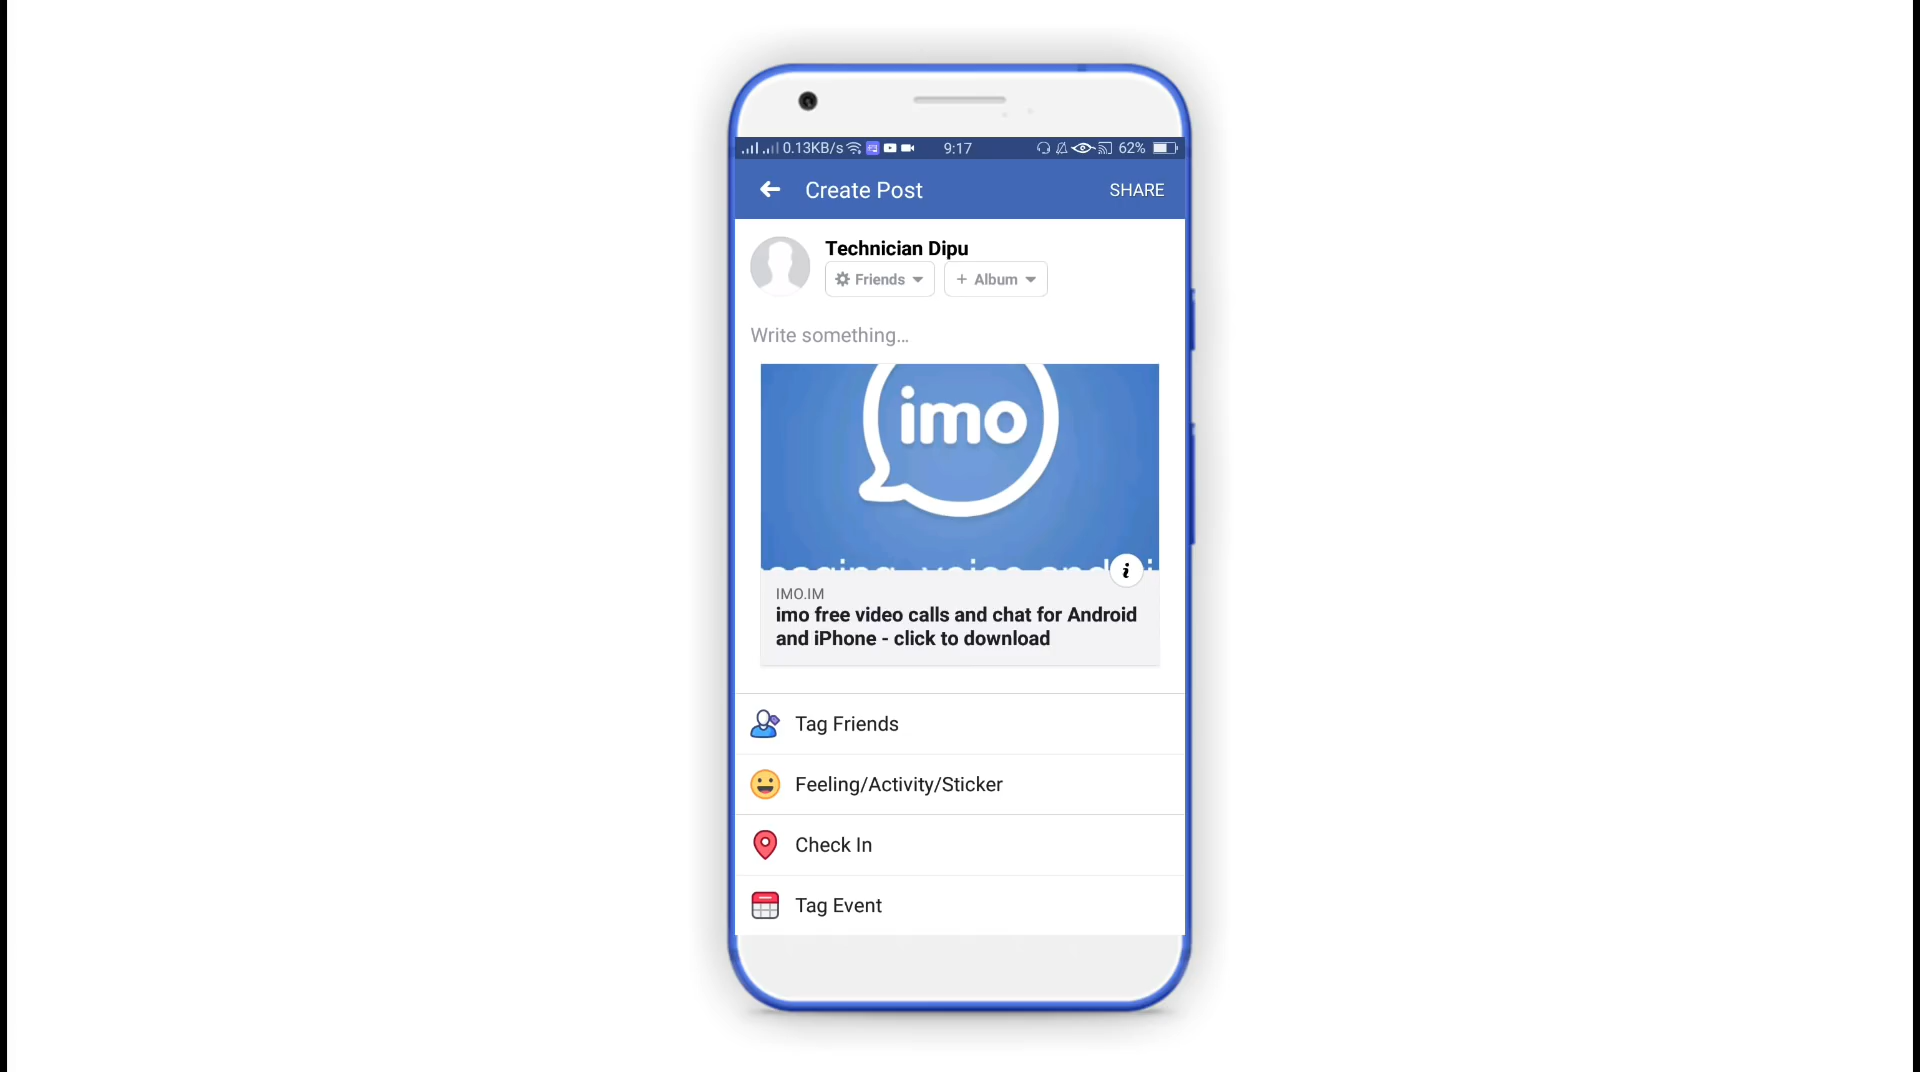 0.13KB/s 9:17 62%
Create Post SHARE
Technician Dipu
Friends + Album
Write something...
imo
IMO.IM
imo free video calls and chat for Android
and iPhone - click to download
Tag Friends
Feeling/Activity/Sticker
Check In
Tag Event